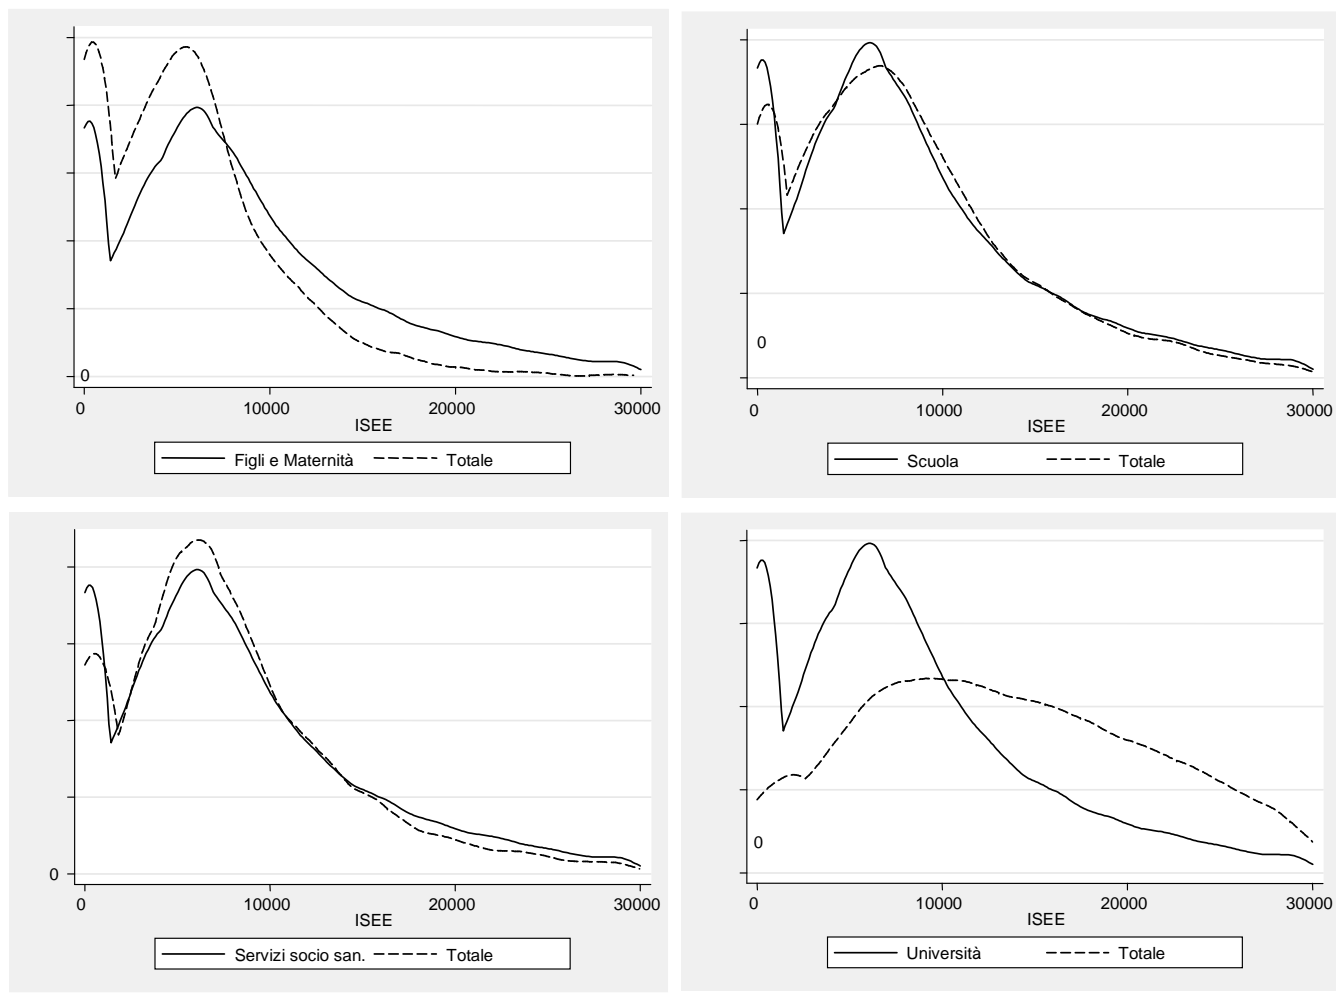 0
0 10000 20000 30000
ISEE
Figli e Maternità Totale
0
0 10000 20000 30000
ISEE
Scuola Totale
0
0 10000 20000 30000
ISEE
Servizi socio san. Totale
0
0 10000 20000 30000
ISEE
Università Totale